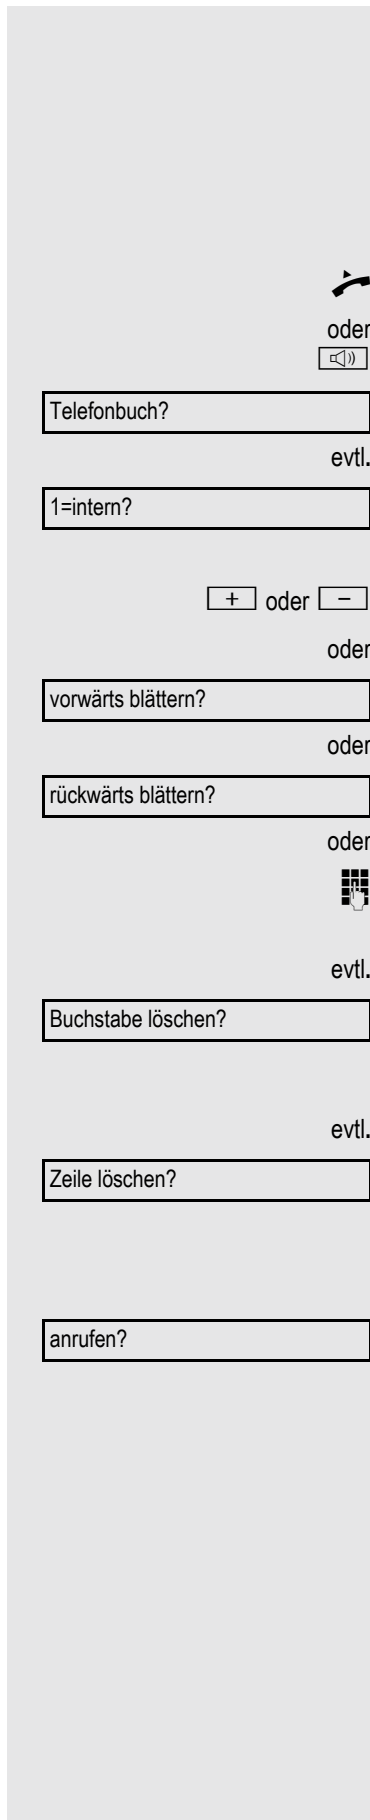 oder
Telefonbuch?
evtl.
1=intern?
+ oder −
oder
vorwärts blättern?
oder
rückwärts blättern?
oder
evtl.
Buchstabe löschen?
evtl.
Zeile löschen?
anrufen?